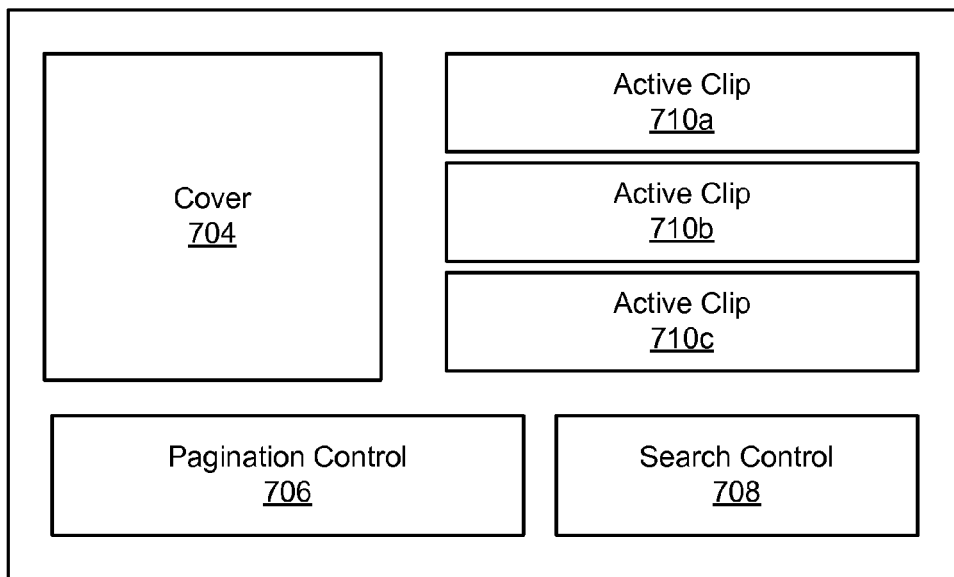 Cover
704
Active Clip
710a
Active Clip
710b
Active Clip
710c
Pagination Control
706
Search Control
708